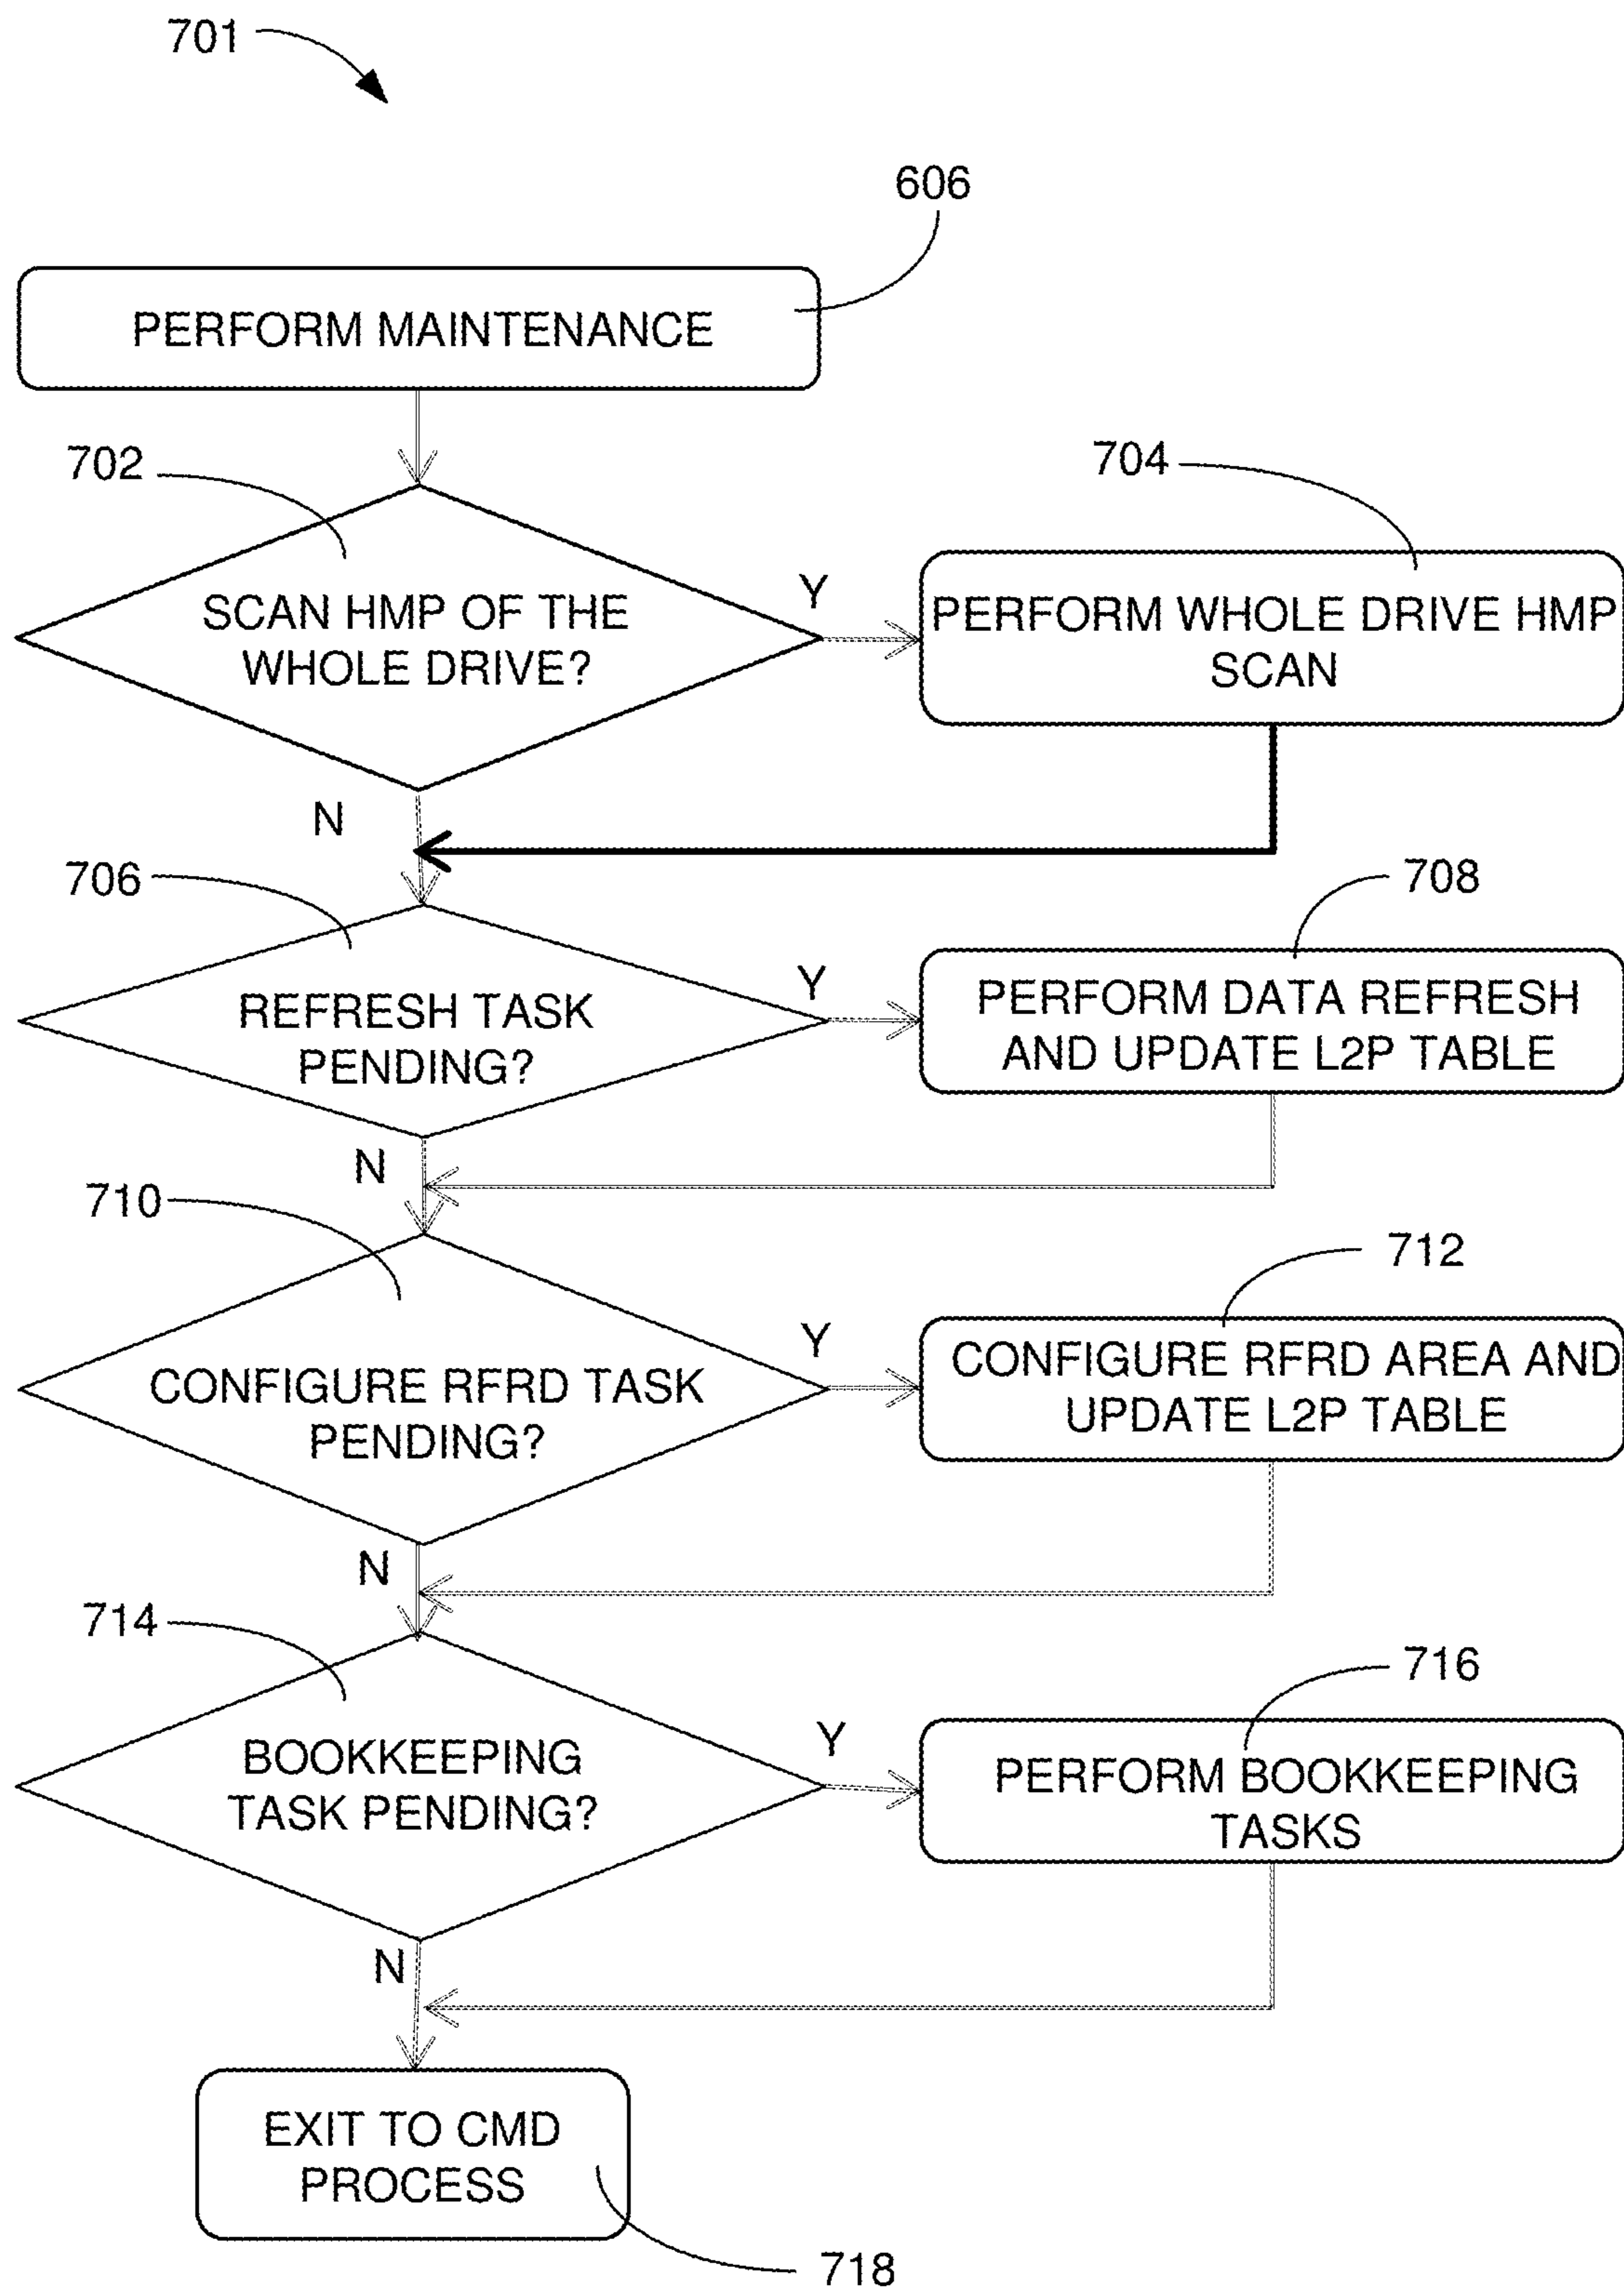 701
606
PERFORM MAINTENANCE
702
704
SCAN HMP OF THE
WHOLE DRIVE?
Y
PERFORM WHOLE DRIVE HMP
SCAN
N
706
708
REFRESH TASK
PENDING?
Y
PERFORM DATA REFRESH
AND UPDATE L2P TABLE
N
710
712
CONFIGURE RFRD TASK
PENDING?
Y
CONFIGURE RFRD AREA AND
UPDATE L2P TABLE
N
714
716
BOOKKEEPING
TASK PENDING?
Y
PERFORM BOOKKEEPING
TASKS
N
EXIT TO CMD
PROCESS
718